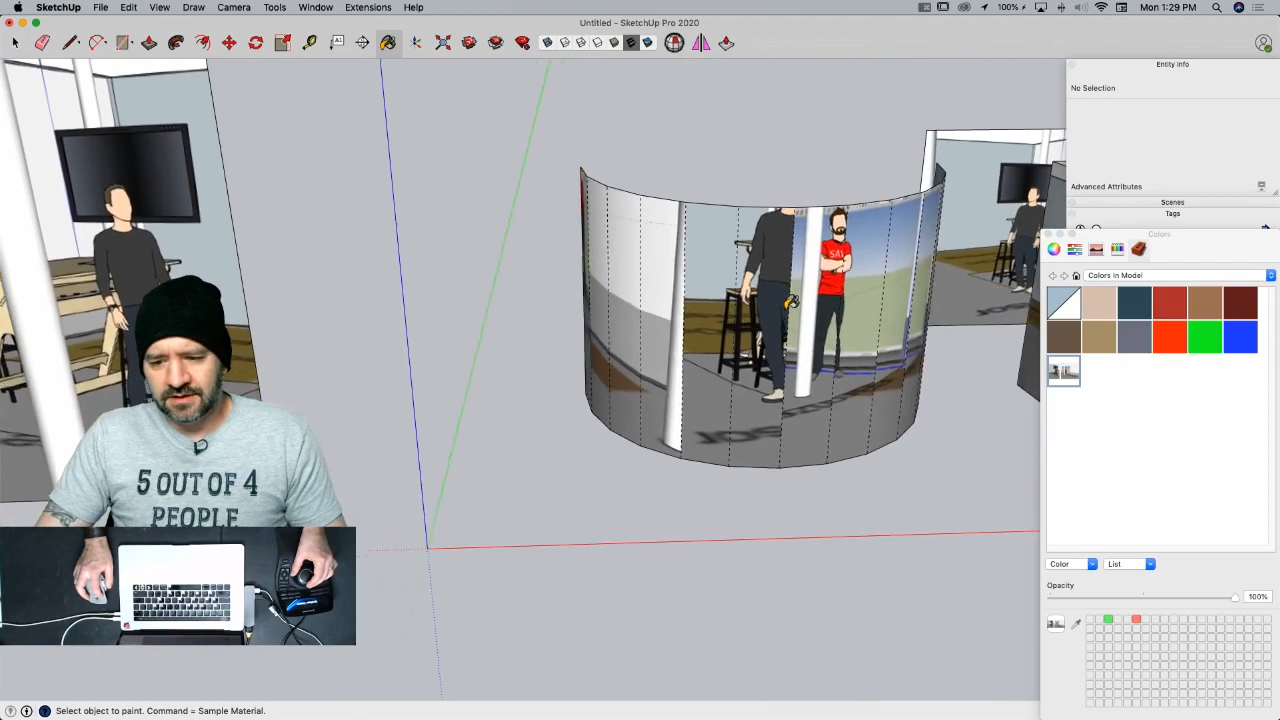 SketchUp File Edit View Draw Camera Tools Window Extensions Help
100% Mon 1:29 PM
Untitled - SketchUp Pro 2020
Entity Info
No Selection
Advanced Attributes
Scenes
Tags
Colors
Colors in Model
SAV
Color List
Opacity
100%
5 OUT OF 4
PEOPLE
Select object to paint. Command = Sample Material.